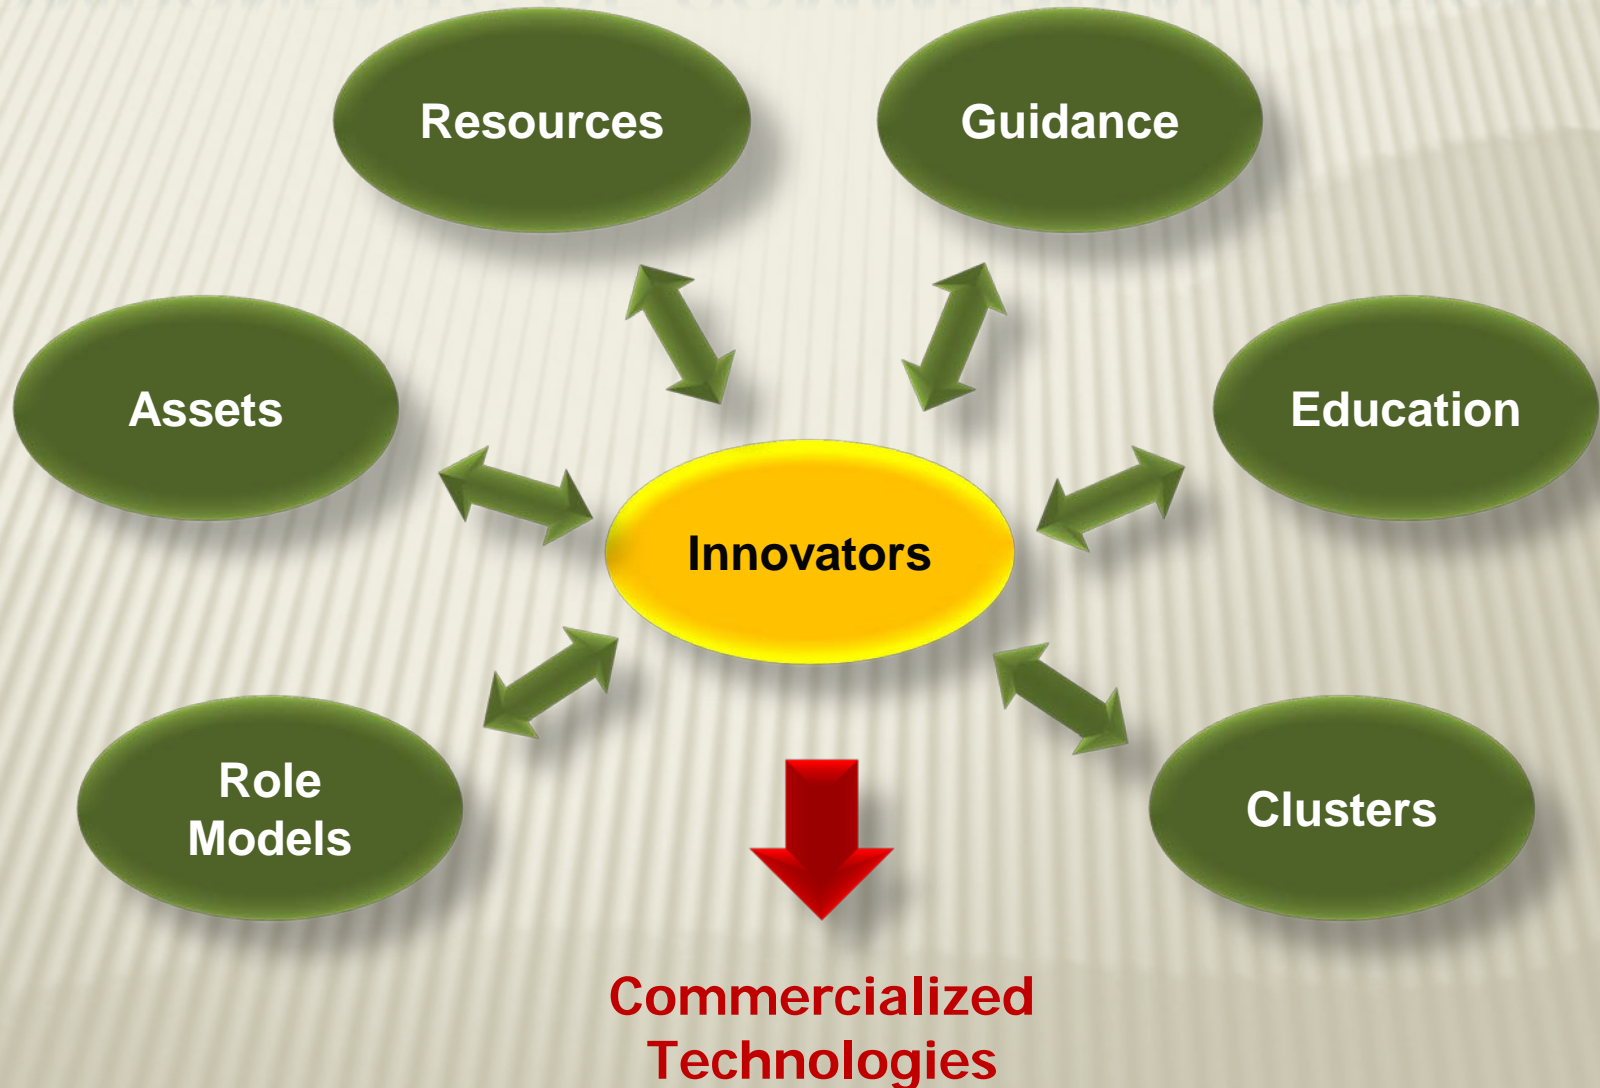 Resources
Guidance
Assets
Education
Innovators
Role
Models
Clusters
Commercialized
Technologies